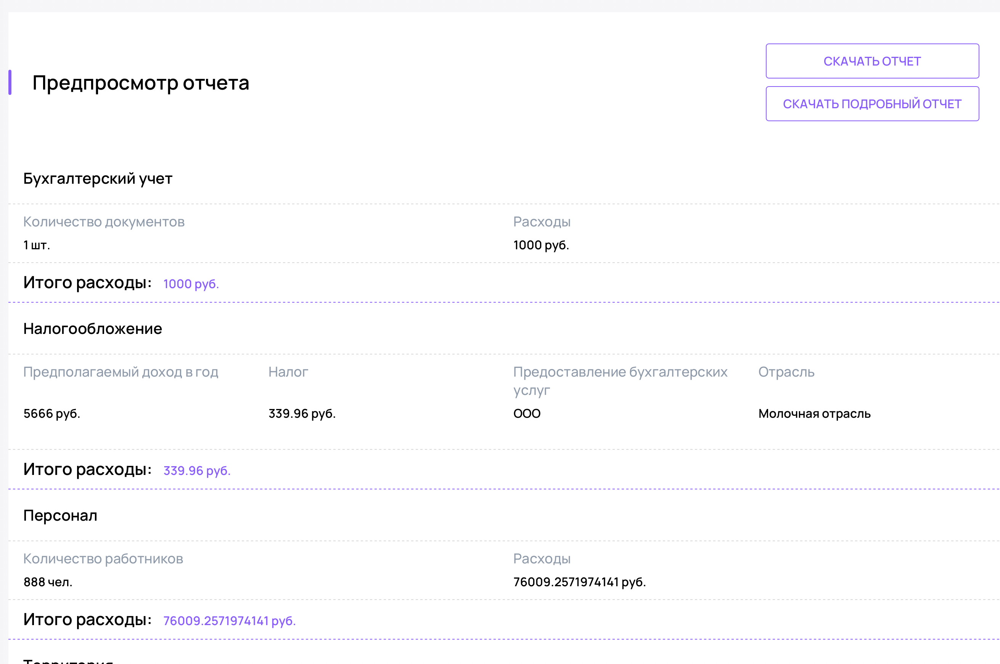 СКАЧАТЬ ОТЧЕТ
Предпросмотр отчета
СКАЧАТЬ ПОДРОБНЫЙ ОТЧЕТ
Бухгалтерский учет
Количество документов
Расходы
1 шт.
1000 руб.
Итого расходы: 1000 руб.
Налогообложение
Предполагаемый доход в год
Налог
Предоставление бухгалтерских
услуг
Отрасль
5666 руб.
339.96 руб.
ООО
Молочная отрасль
Итого расходы: 339.96 руб.
Персонал
Количество работников
Расходы
888 чел.
76009.2571974141 руб.
Итого расходы: 76009.2571974141 руб.
Территория